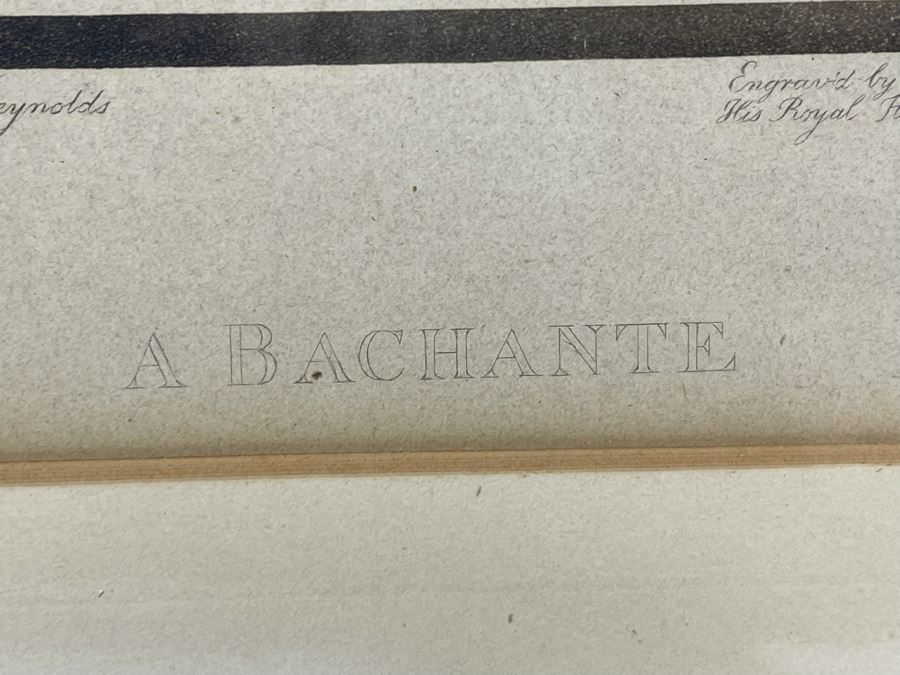 eynolds
Engrav'd by
His Royal H
A BACHANTE